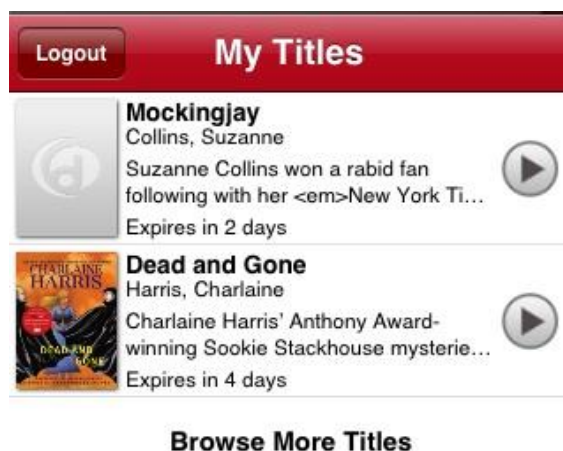 Logout
My Titles
Mockingjay
Collins, Suzanne
Suzanne Collins won a rabid fan
following with her <em>New York Ti...
Expires in 2 days
CHARLAINE
HARRIS
DEAD AND
GONE
Dead and Gone
Harris, Charlaine
Charlaine Harris' Anthony Award-
winning Sookie Stackhouse mysterie...
Expires in 4 days
Browse More Titles